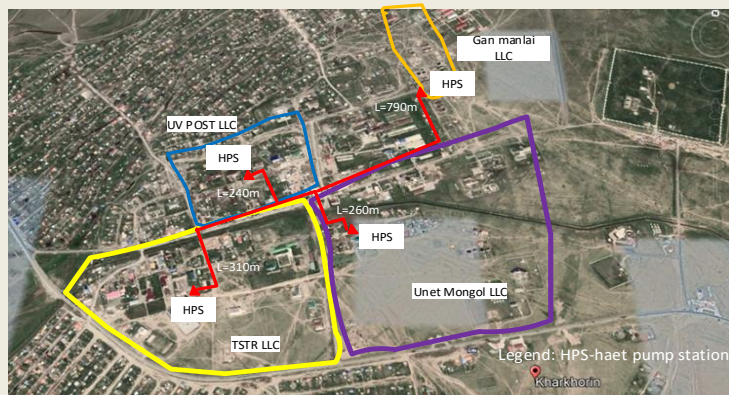 Gan manlai
LLC
HPS
L=790m
UV POST LLC
HPS
L=240m
L=260m
HPS
L=310m
Unet Mongol LLC
HPS
TSTR LLC
Legend: HPS-haet pump station
Kharkhorin